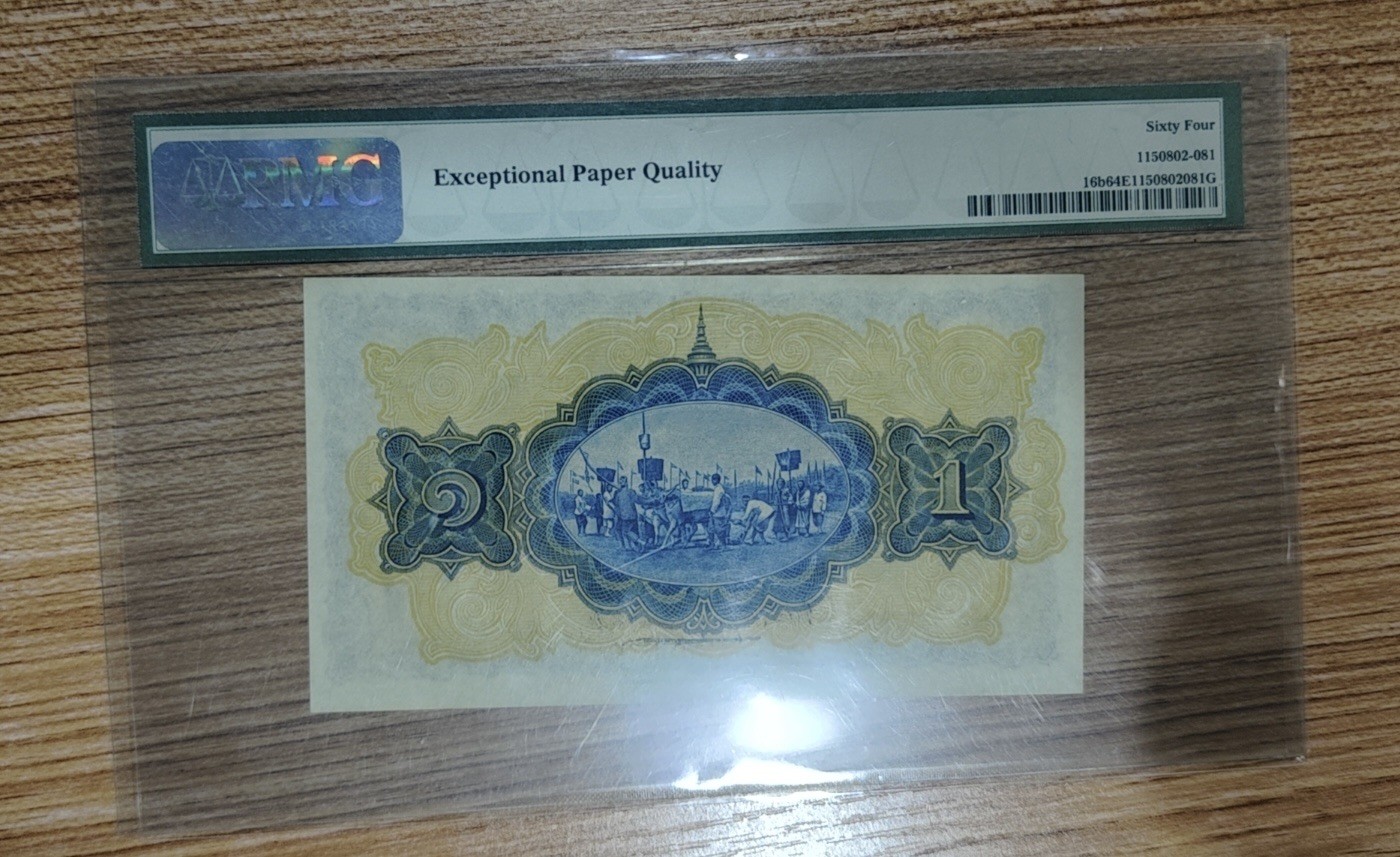 PMG
Exceptional Paper Quality
Sixty Four
1150802-081
16b64E1150802081G
๑
1